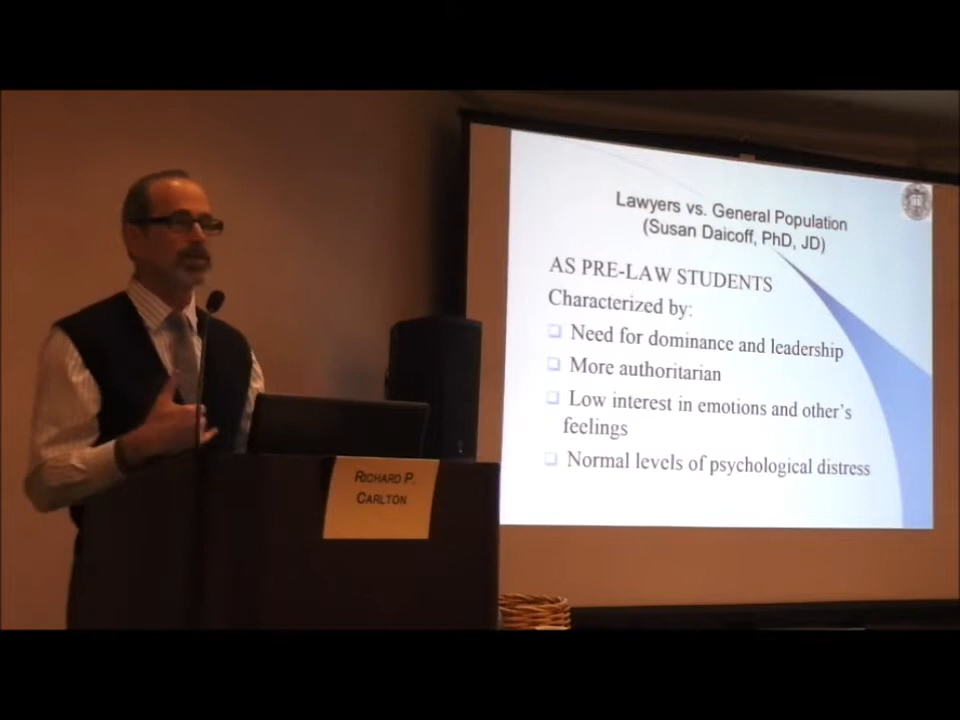 Lawyers vs. General Population
(Susan Daicoff, PhD, JD)
AS PRE-LAW STUDENTS
Characterized by:
Need for dominance and leadership
More authoritarian
Low interest in emotions and other's
feelings
Normal levels of psychological distress
RICHARD P.
CARLTON